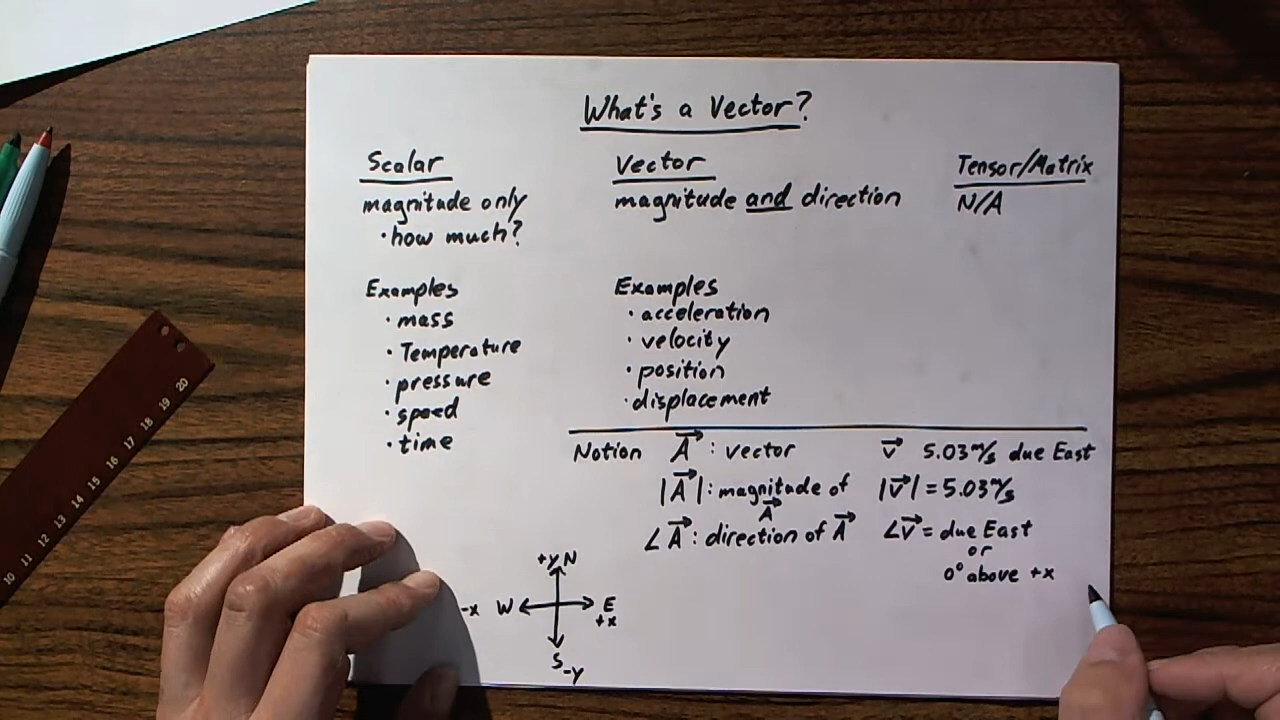 What's a Vector?
Scalar
magnitude only
· how much?
Examples
· mass
· Temperature
· pressure
· speed
· time
Vector
magnitude and direction
Examples
· acceleration
· velocity
· position
· displacement
Tensor/Matrix
N/A
Notion A⃗ : vector
|A⃗| : magnitude of A⃗
∠A⃗ : direction of A⃗
v⃗ 5.03 m/s due East
|v⃗| = 5.03 m/s
∠v⃗ = due East
or
0° above +x
+y N
-x W E
+x
S -y
10 11 12 13 14 15 16 17 18 19 20